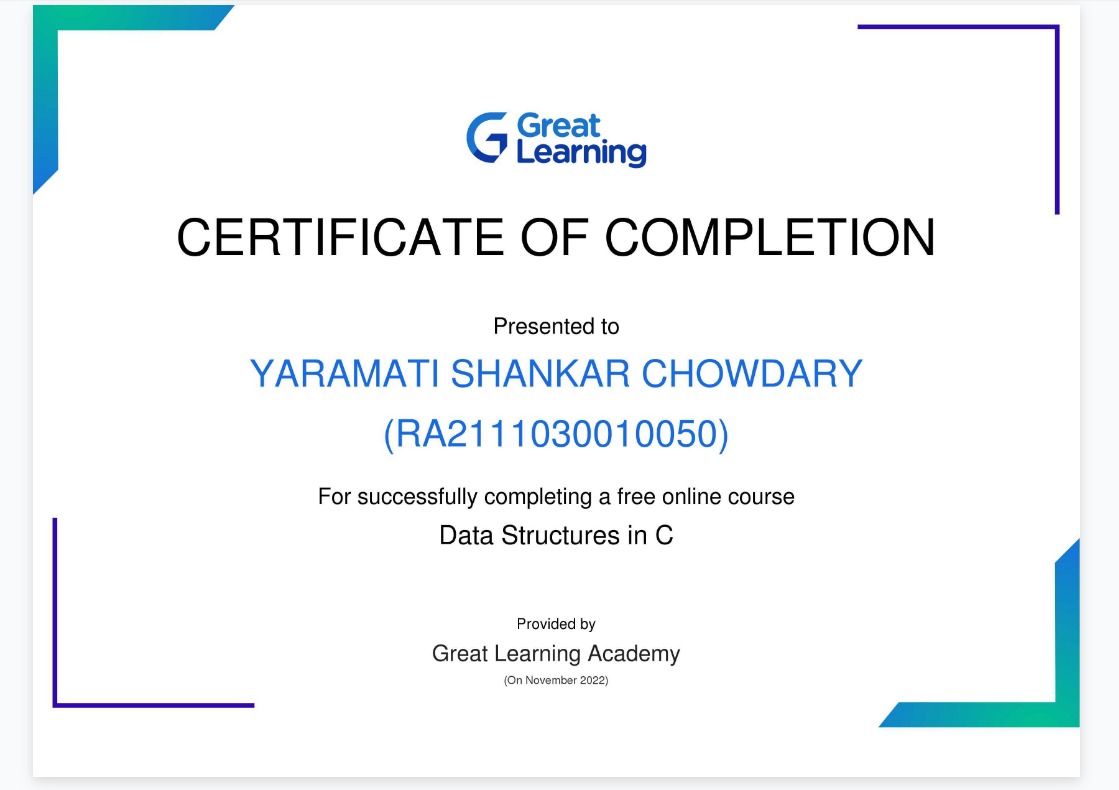 Great
Learning
CERTIFICATE OF COMPLETION
Presented to
YARAMATI SHANKAR CHOWDARY
(RA2111030010050)
For successfully completing a free online course
Data Structures in C
Provided by
Great Learning Academy
(On November 2022)